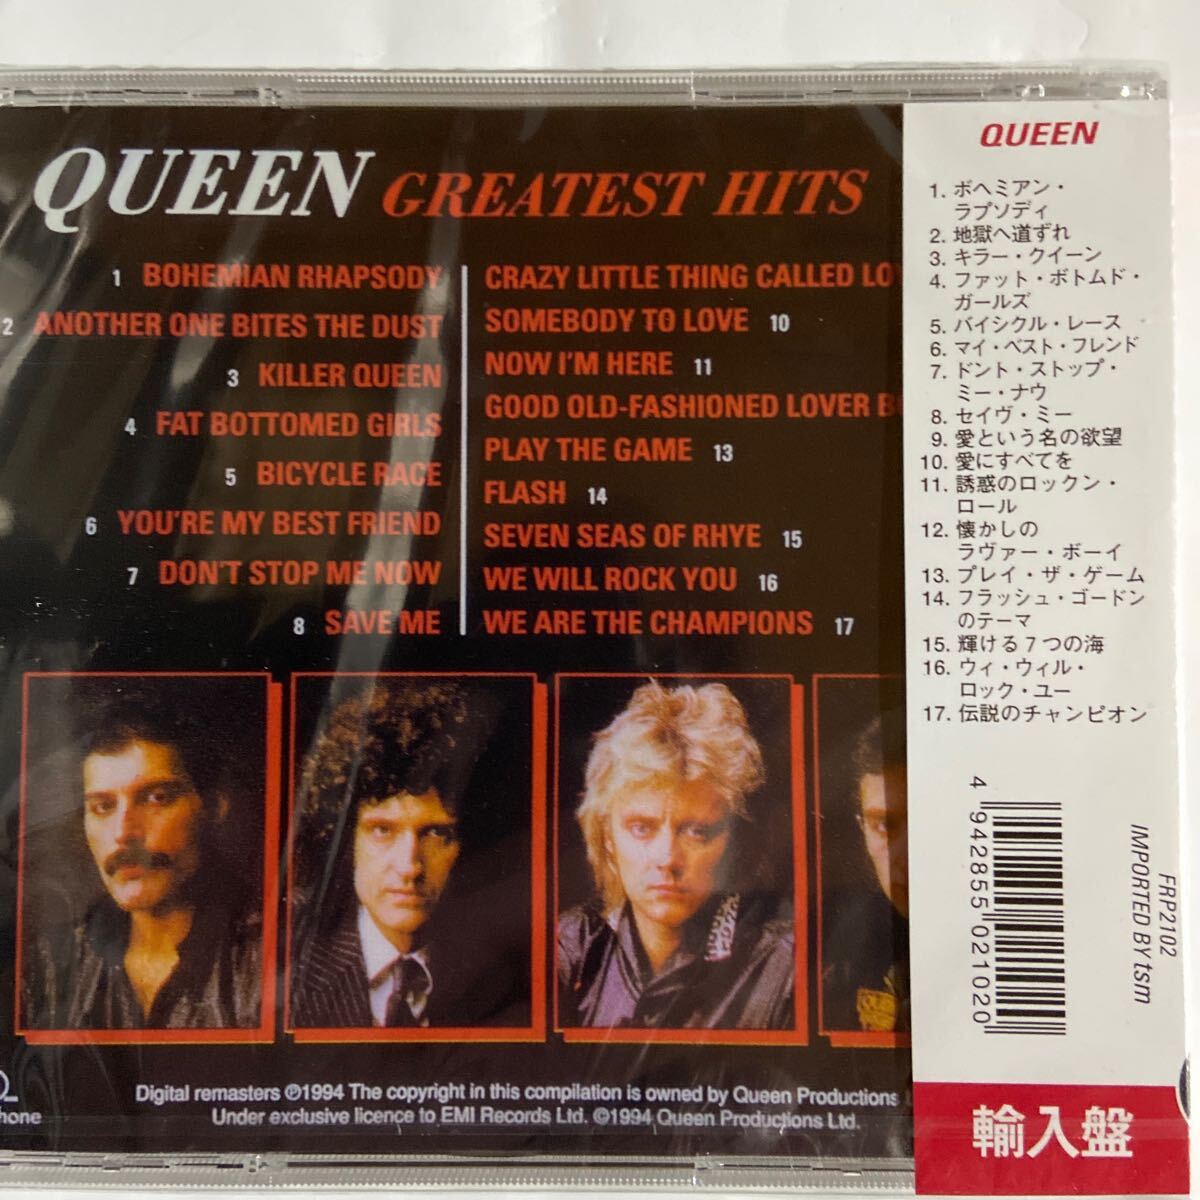 QUEEN GREATEST HITS
1 BOHEMIAN RHAPSODY
2 ANOTHER ONE BITES THE DUST
3 KILLER QUEEN
4 FAT BOTTOMED GIRLS
5 BICYCLE RACE
6 YOU'RE MY BEST FRIEND
7 DON'T STOP ME NOW
8 SAVE ME
CRAZY LITTLE THING CALLED
SOMEBODY TO LOVE 10
NOW I'M HERE 11
GOOD OLD-FASHIONED LOVER
PLAY THE GAME 13
FLASH 14
SEVEN SEAS OF RHYE 15
WE WILL ROCK YOU 16
WE ARE THE CHAMPIONS 17
Digital remasters ℗1994 The copyright in this compilation is owned by Queen Productions
Under exclusive licence to EMI Records Ltd. ©1994 Queen Productions Ltd.
QUEEN
1. ボヘミアン・
ラプソディ
2. 地獄へ道ずれ
3. キラー・クイーン
4. ファット・ボトムド・
ガールズ
5. バイシクル・レース
6. マイ・ベスト・フレンド
7. ドント・ストップ・
ミー・ナウ
8. セイヴ・ミー
9. 愛という名の欲望
10. 愛にすべてを
11. 誘惑のロックン・
ロール
12. 懐かしの
ラヴァー・ボーイ
13. プレイ・ザ・ゲーム
14. フラッシュ・ゴードン
のテーマ
15. 輝ける7つの海
16. ウィ・ウィル・
ロック・ユー
17. 伝説のチャンピオン
4 942855 021020
FRP2102
IMPORTED BY tsm
輸入盤